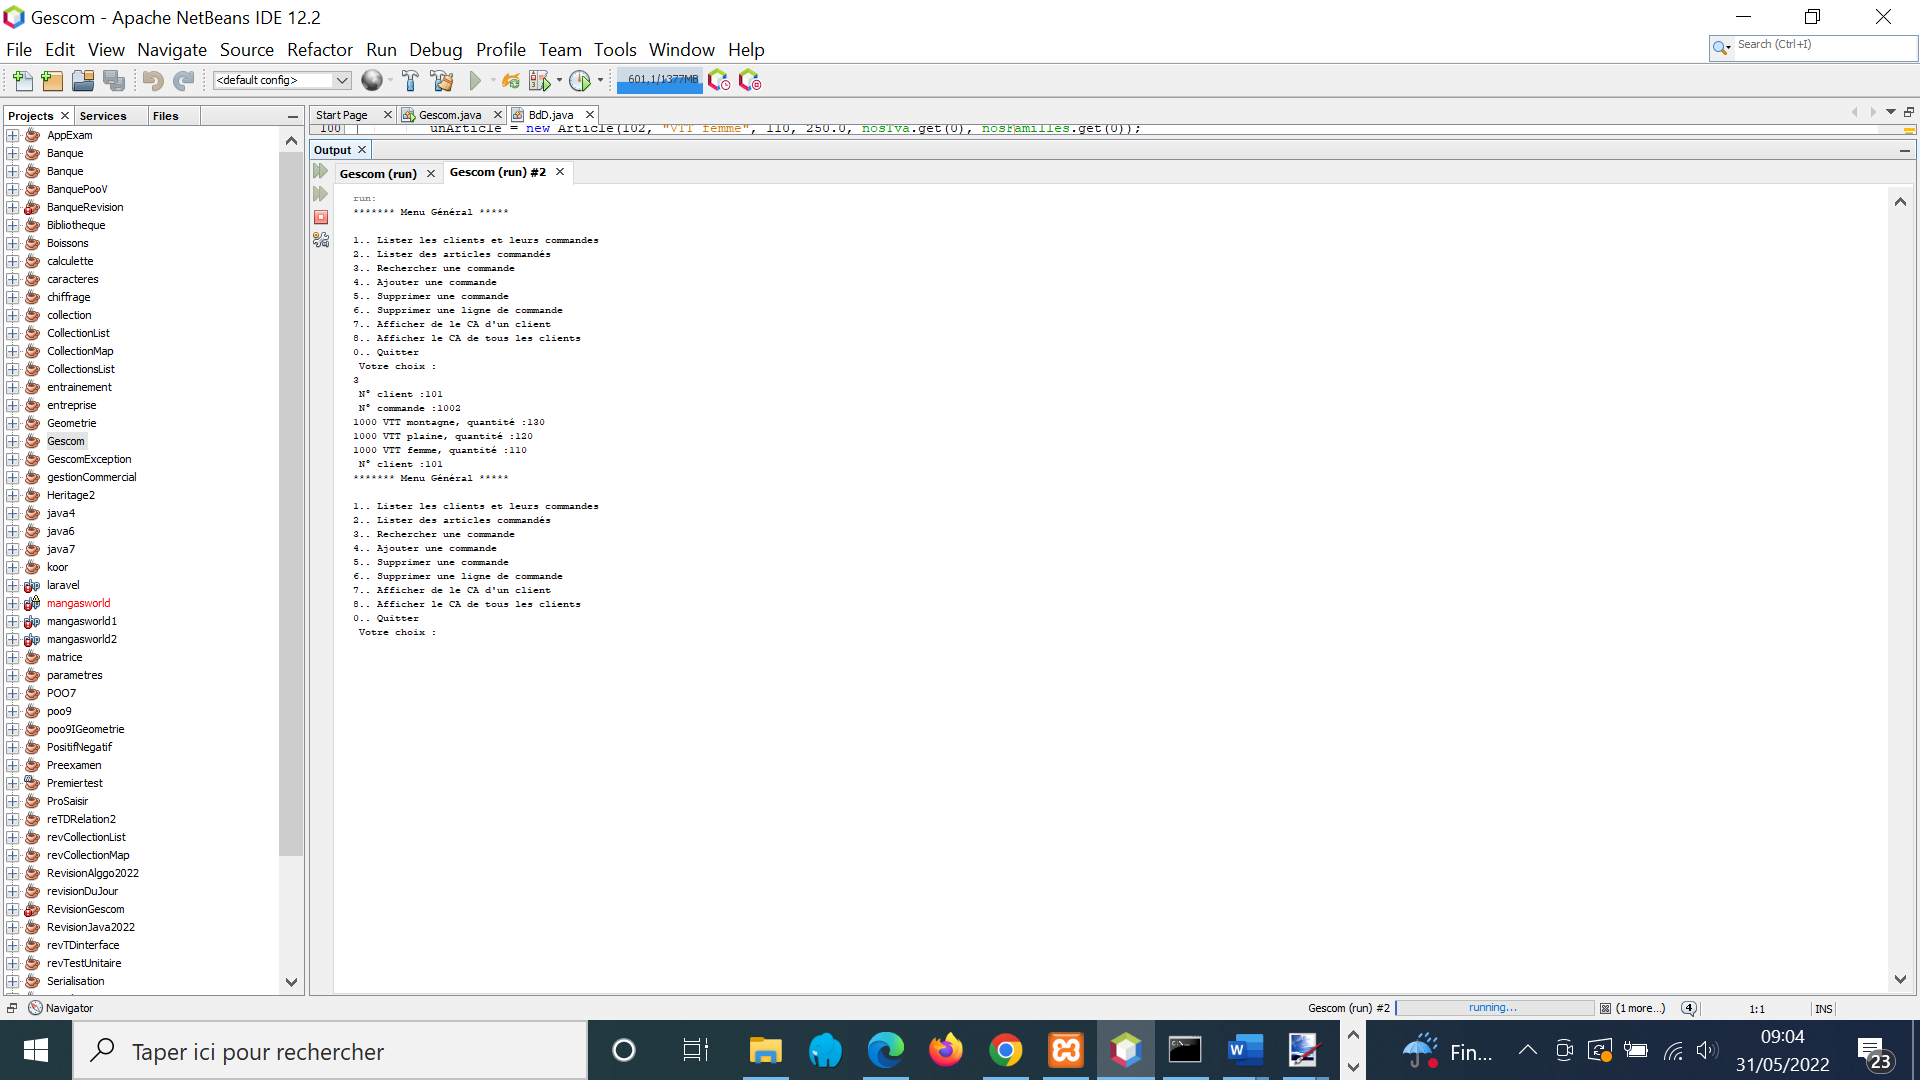 Gescom - Apache NetBeans IDE 12.2
File Edit View Navigate Source Refactor Run Debug Profile Team Tools Window Help
Search (Ctrl+I)
<default config>
601,1/1377MB
Projects Services Files
AppExam
Banque
Banque
BanquePooV
BanqueRevision
Bibliotheque
Boissons
calculette
caracteres
chiffrage
collection
CollectionList
CollectionMap
CollectionsList
entrainement
entreprise
Geometrie
Gescom
GescomException
gestionCommercial
Heritage2
java4
java6
java7
koor
laravel
mangasworld
mangasworld1
mangasworld2
matrice
parametres
POO7
poo9
poo9IGeometrie
PositifNegatif
Preexamen
Premiertest
ProSaisir
reTDRelation2
revCollectionList
revCollectionMap
RevisionAlggo2022
revisionDuJour
RevisionGescom
RevisionJava2022
revTDinterface
revTestUnitaire
Serialisation
Navigator
Start Page Gescom.java BdD.java
100 unArticle = new Article(102, "VTT femme", 110, 250.0, nosTva.get(0), nosFamilles.get(0));
Output
Gescom (run) Gescom (run) #2
run:
******* Menu Général *****
1.. Lister les clients et leurs commandes
2.. Lister des articles commandés
3.. Rechercher une commande
4.. Ajouter une commande
5.. Supprimer une commande
6.. Supprimer une ligne de commande
7.. Afficher de le CA d'un client
8.. Afficher le CA de tous les clients
0.. Quitter
Votre choix :
3
N° client :101
N° commande :1002
1000 VTT montagne, quantité :130
1000 VTT plaine, quantité :120
1000 VTT femme, quantité :110
N° client :101
******* Menu Général *****
1.. Lister les clients et leurs commandes
2.. Lister des articles commandés
3.. Rechercher une commande
4.. Ajouter une commande
5.. Supprimer une commande
6.. Supprimer une ligne de commande
7.. Afficher de le CA d'un client
8.. Afficher le CA de tous les clients
0.. Quitter
Votre choix :
Gescom (run) #2 running... (1 more...) 4 1:1 INS
Taper ici pour rechercher
Fin...
09:04
31/05/2022
23